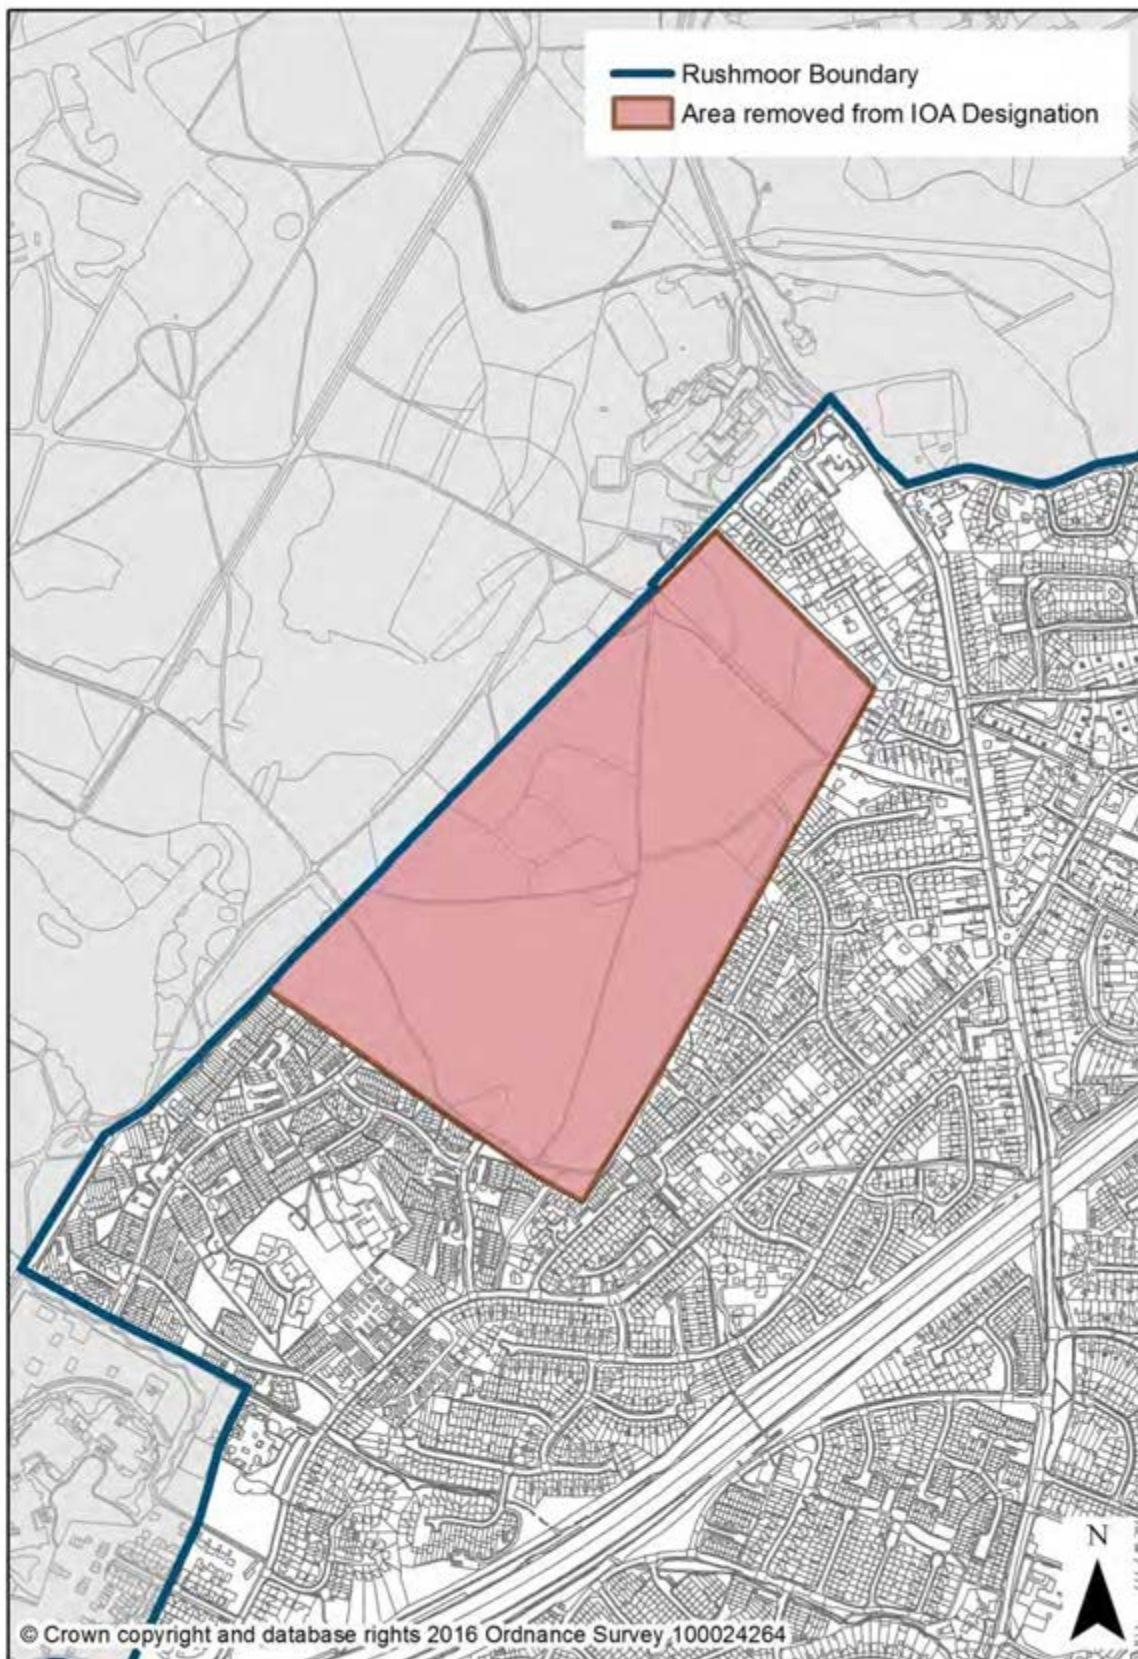 Rushmoor Boundary
Area removed from IOA Designation
N
© Crown copyright and database rights 2016 Ordnance Survey 100024264